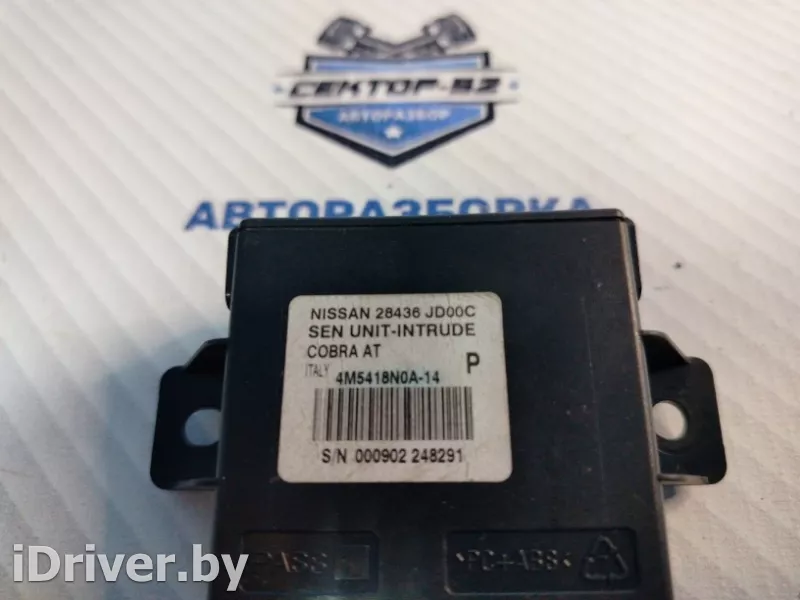 СЕКТОР-52
АВТОРАЗБОР
АВТОРАЗБОРКА
NISSAN 28436 JD00C
SEN UNIT-INTRUDE
COBRA AT
P
ITALY 4M5418N0A-14
S/N 000902 248291
>PC+ABS<
iDriver.by